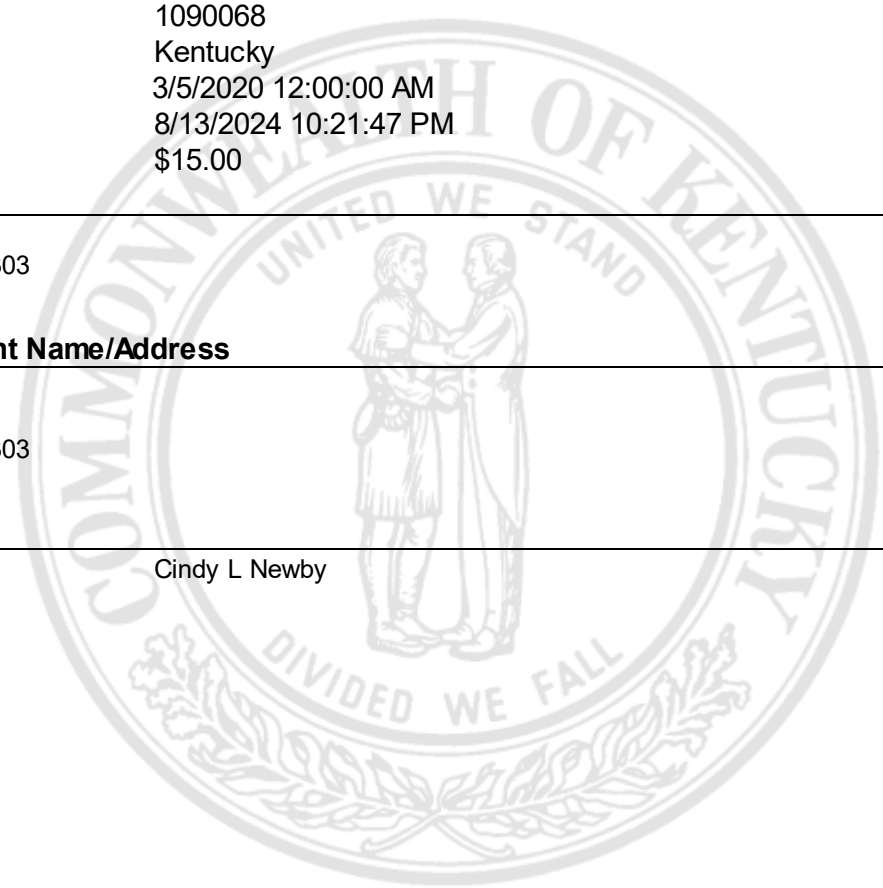 1090068
Kentucky
3/5/2020 12:00:00 AM
8/13/2024 10:21:47 PM
$15.00
COMMONWEALTH OF KENTUCKY
UNITED WE STAND
03
nt Name/Address
03
Cindy L Newby
DIVIDED WE FALL